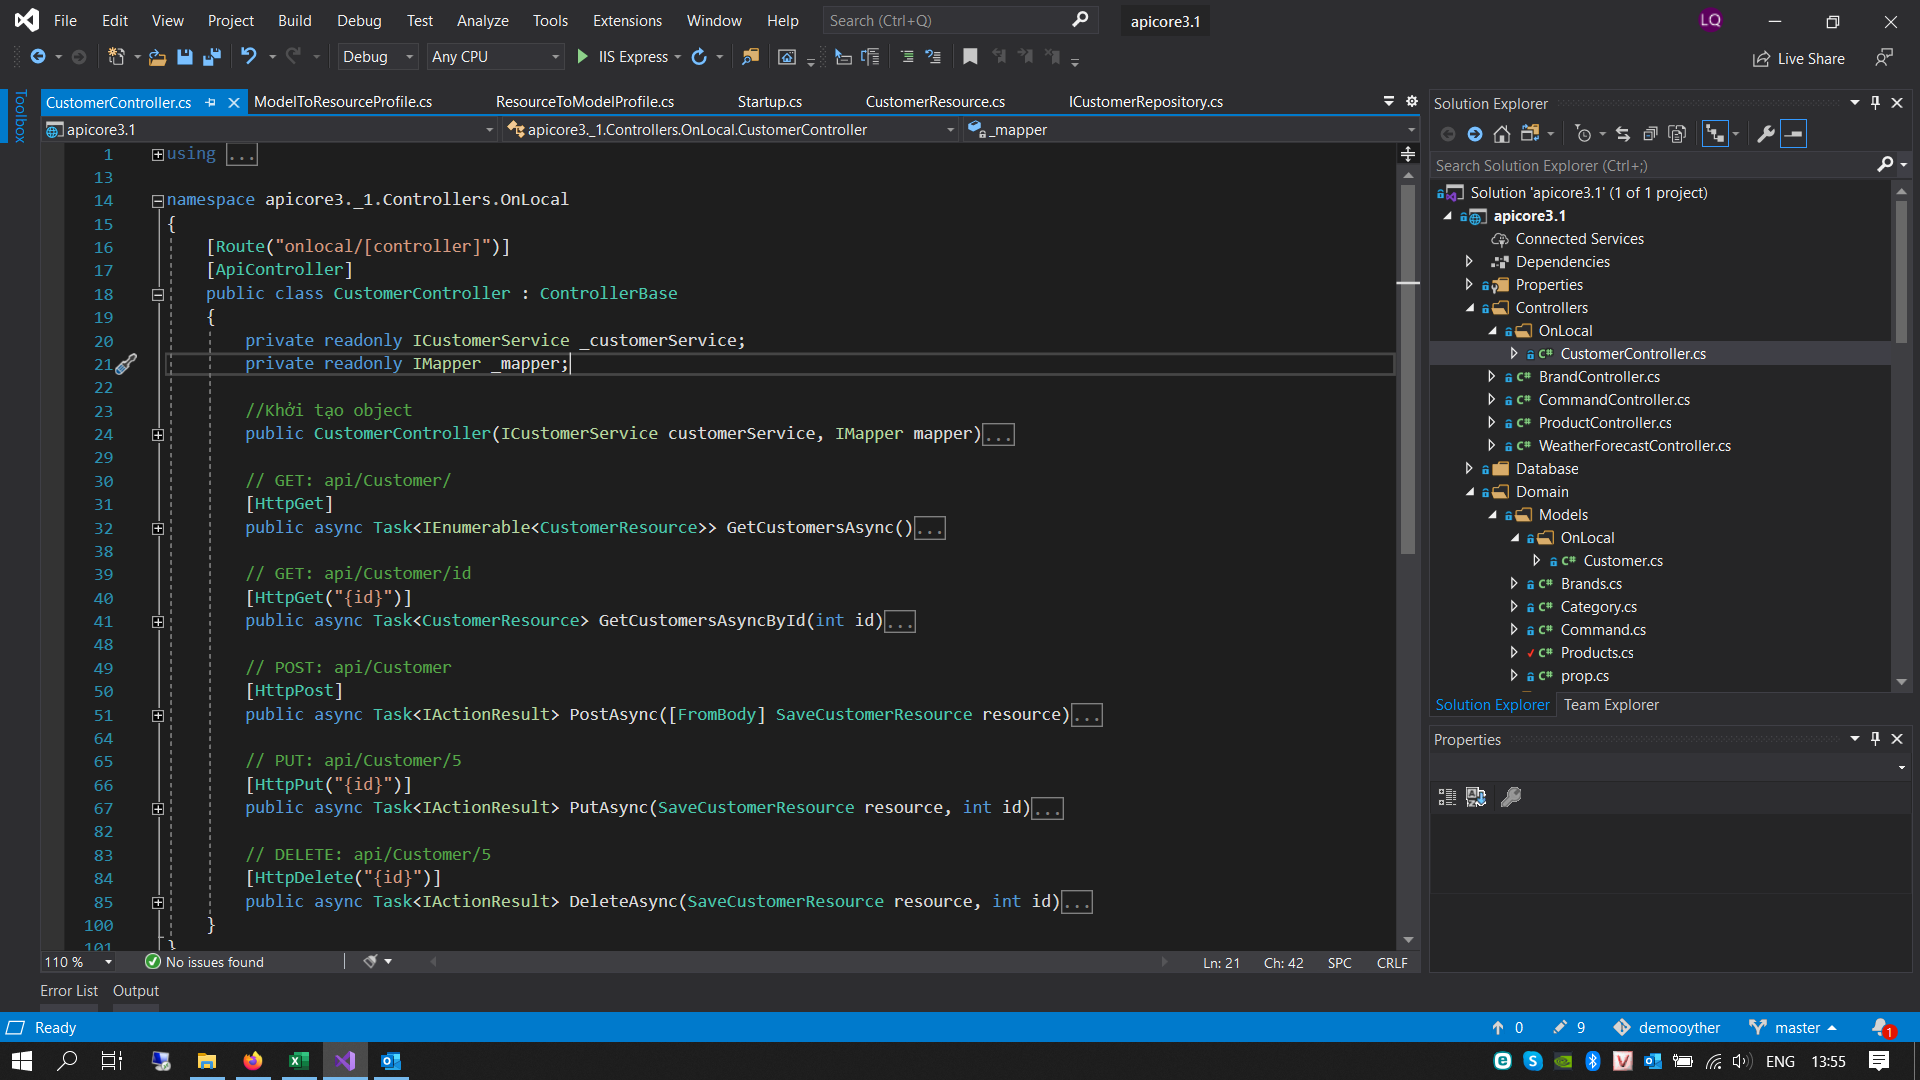 File Edit View Project Build Debug Test Analyze Tools Extensions Window Help Search (Ctrl+Q) apicore3.1 LQ
Debug Any CPU IIS Express Live Share
Toolbox
CustomerController.cs ModelToResourceProfile.cs ResourceToModelProfile.cs Startup.cs CustomerResource.cs ICustomerRepository.cs
apicore3.1 apicore3._1.Controllers.OnLocal.CustomerController _mapper
1 using ...
13
14 namespace apicore3._1.Controllers.OnLocal
15 {
16 [Route("onlocal/[controller]")]
17 [ApiController]
18 public class CustomerController : ControllerBase
19 {
20 private readonly ICustomerService _customerService;
21 private readonly IMapper _mapper;
22
23 //Khởi tạo object
24 public CustomerController(ICustomerService customerService, IMapper mapper)...
29
30 // GET: api/Customer/
31 [HttpGet]
32 public async Task<IEnumerable<CustomerResource>> GetCustomersAsync()...
38
39 // GET: api/Customer/id
40 [HttpGet("{id}")]
41 public async Task<CustomerResource> GetCustomersAsyncById(int id)...
48
49 // POST: api/Customer
50 [HttpPost]
51 public async Task<IActionResult> PostAsync([FromBody] SaveCustomerResource resource)...
64
65 // PUT: api/Customer/5
66 [HttpPut("{id}")]
67 public async Task<IActionResult> PutAsync(SaveCustomerResource resource, int id)...
82
83 // DELETE: api/Customer/5
84 [HttpDelete("{id}")]
85 public async Task<IActionResult> DeleteAsync(SaveCustomerResource resource, int id)...
100 }
101 }
110 % No issues found Ln: 21 Ch: 42 SPC CRLF
Error List Output
Solution Explorer
Search Solution Explorer (Ctrl+;)
Solution 'apicore3.1' (1 of 1 project)
apicore3.1
Connected Services
Dependencies
Properties
Controllers
OnLocal
C# CustomerController.cs
C# BrandController.cs
C# CommandController.cs
C# ProductController.cs
C# WeatherForecastController.cs
Database
Domain
Models
OnLocal
C# Customer.cs
C# Brands.cs
C# Category.cs
C# Command.cs
C# Products.cs
C# prop.cs
Solution Explorer Team Explorer
Properties
Ready 0 9 demooyther master 1
ENG 13:55